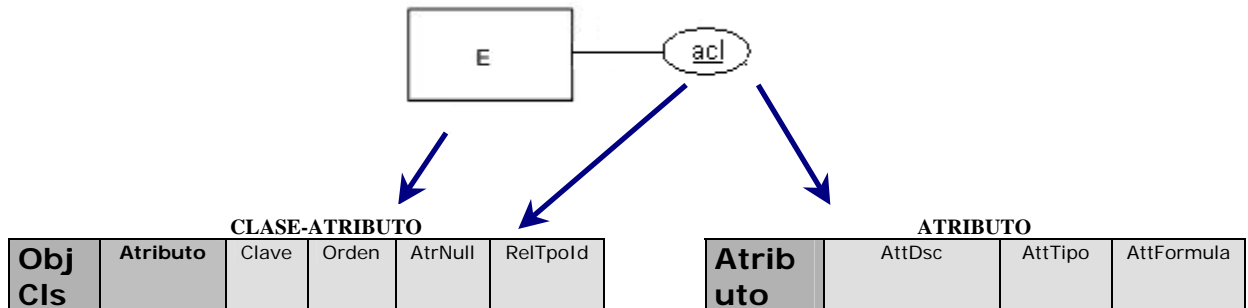 E
acl
CLASE-ATRIBUTO
Obj
Cls
Atributo
Clave
Orden
AtrNull
RelTpoId
ATRIBUTO
Atrib
uto
AttDsc
AttTipo
AttFormula